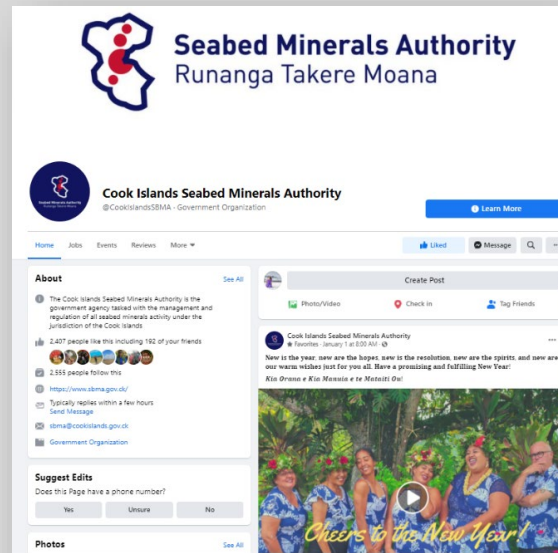 Seabed Minerals Authority
Runanga Takere Moana
Cook Islands Seabed Minerals Authority
@CookIslandsSBMA · Government Organization
Learn More
Home Jobs Events Reviews More
Liked Message
About See All
The Cook Islands Seabed Minerals Authority is the
government agency tasked with the management and
regulation of all seabed minerals activity under the
jurisdiction of the Cook Islands
2,407 people like this including 192 of your friends
2,555 people follow this
https://www.sbma.gov.ck/
Typically replies within a few hours
Send Message
sbma@cookislands.gov.ck
Government Organization
Suggest Edits
Does this Page have a phone number?
Yes Unsure No
Photos See All
Create Post
Photo/Video Check in Tag Friends
Cook Islands Seabed Minerals Authority
Favorites · January 1 at 8:00 AM ·
New is the year, new are the hopes, new is the resolution, new are the spirits, and new are
our warm wishes just for you all. Have a promising and fulfilling New Year!
Kia Orana e Kia Manuia e te Mataiti Ou!
Cheers to the New Year!